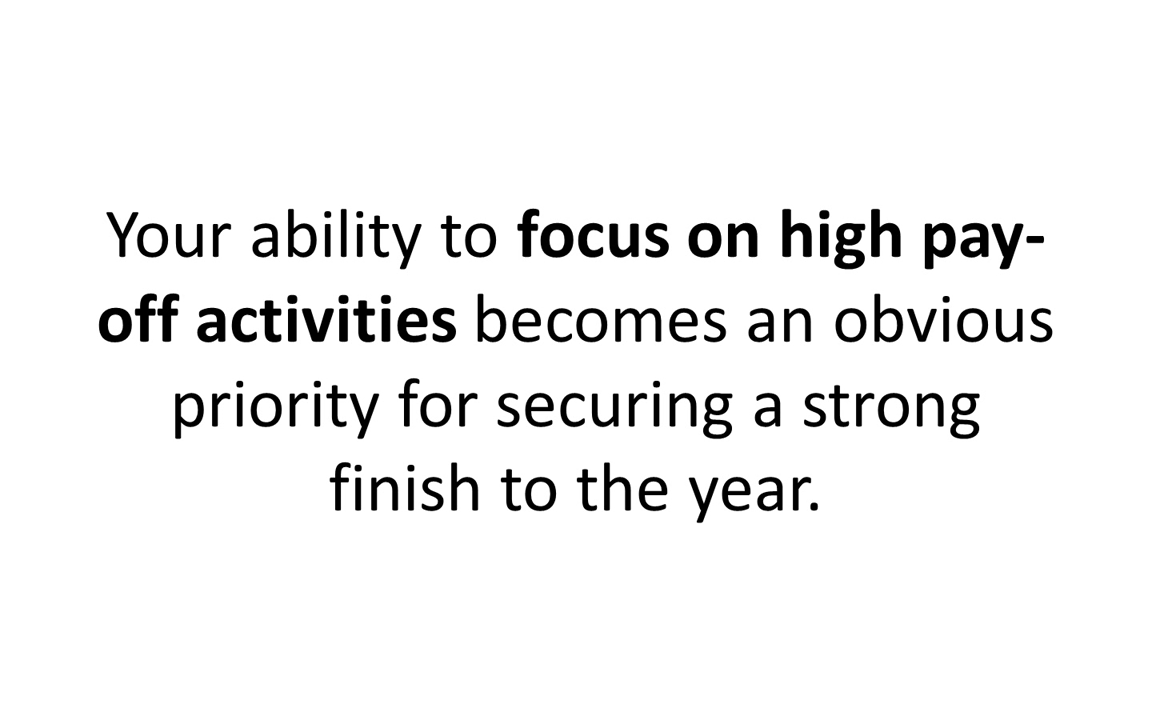 Your ability to focus on high pay-
off activities becomes an obvious
priority for securing a strong
finish to the year.